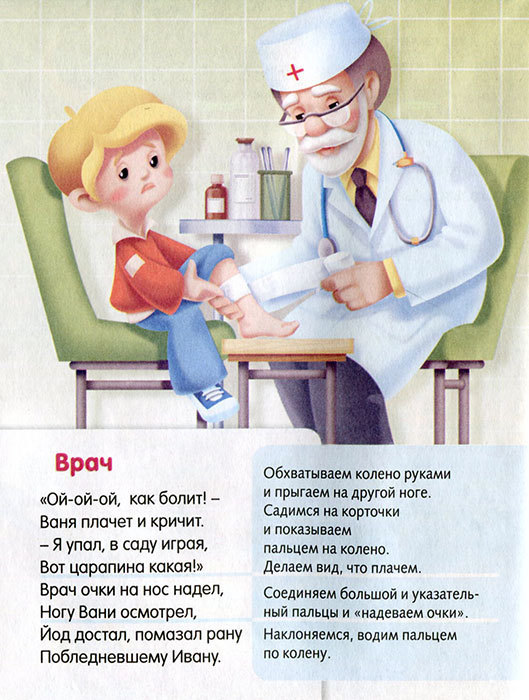 Врач
«Ой-ой-ой, как болит! –
Ваня плачет и кричит.
– Я упал, в саду играя,
Вот царапина какая!»
Врач очки на нос надел,
Ногу Вани осмотрел,
Йод достал, помазал рану
Побледневшему Ивану.
Обхватываем колено руками
и прыгаем на другой ноге.
Садимся на корточки
и показываем
пальцем на колено.
Делаем вид, что плачем.
Соединяем большой и указатель-
ный пальцы и «надеваем очки».
Наклоняемся, водим пальцем
по колену.